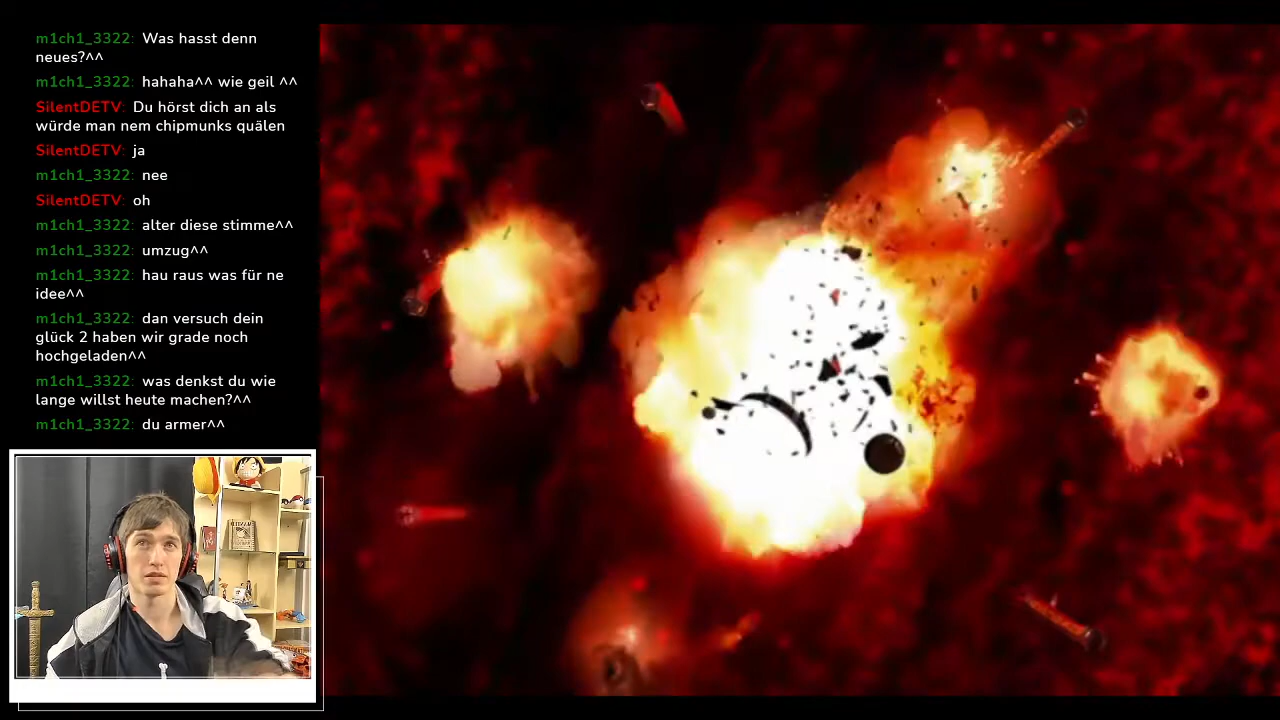 m1ch1_3322: Was hasst denn
neues?^^
m1ch1_3322: hahaha^^ wie geil ^^
SilentDETV: Du hörst dich an als
würde man nem chipmunks quälen
SilentDETV: ja
m1ch1_3322: nee
SilentDETV: oh
m1ch1_3322: alter diese stimme^^
m1ch1_3322: umzug^^
m1ch1_3322: hau raus was für ne
idee^^
m1ch1_3322: dan versuch dein
glück 2 haben wir grade noch
hochgeladen^^
m1ch1_3322: was denkst du wie
lange willst heute machen?^^
m1ch1_3322: du armer^^